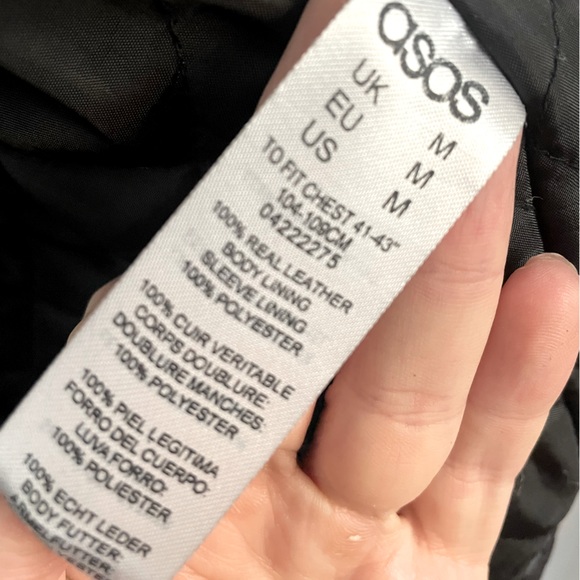 asos
UK M
EU M
US M
TO FIT CHEST 41-43"
104-109CM
04222275
100% REAL LEATHER
BODY LINING
SLEEVE LINING
100% POLYESTER
100% CUIR VERITABLE
CORPS DOUBLURE:
DOUBLURE MANCHES:
100% POLYESTER
100% PIEL LEGITIMA
FORRO DEL CUERPO:
LUVA FORRO:
100% POLIESTER
100% ECHT LEDER
BODY FUTTER: